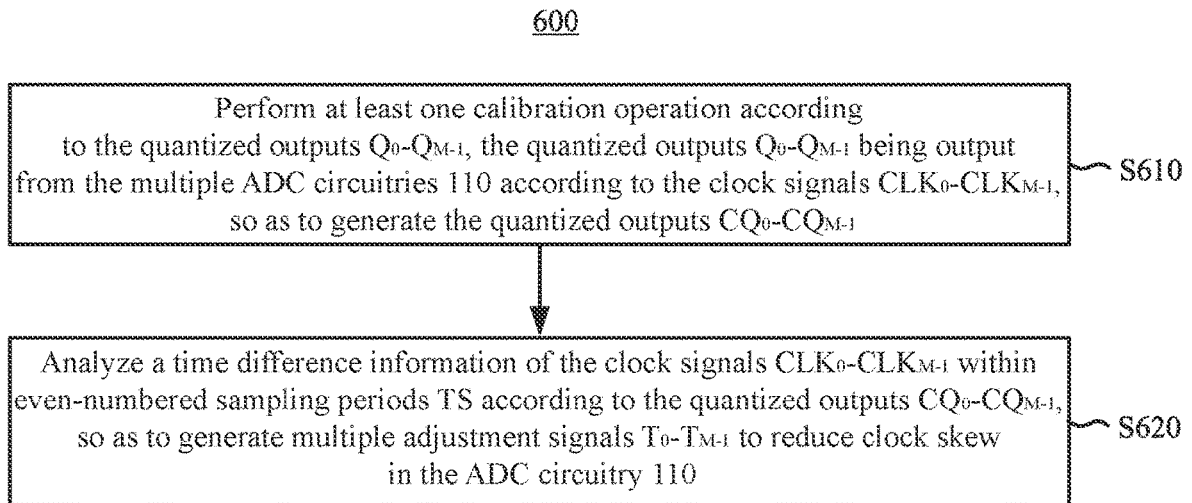 600
Perform at least one calibration operation according
to the quantized outputs Q0-QM-1, the quantized outputs Q0-QM-1 being output
from the multiple ADC circuitries 110 according to the clock signals CLK0-CLKM-1,
so as to generate the quantized outputs CQ0-CQM-1
S610
Analyze a time difference information of the clock signals CLK0-CLKM-1 within
even-numbered sampling periods TS according to the quantized outputs CQ0-CQM-1,
so as to generate multiple adjustment signals T0-TM-1 to reduce clock skew
in the ADC circuitry 110
S620